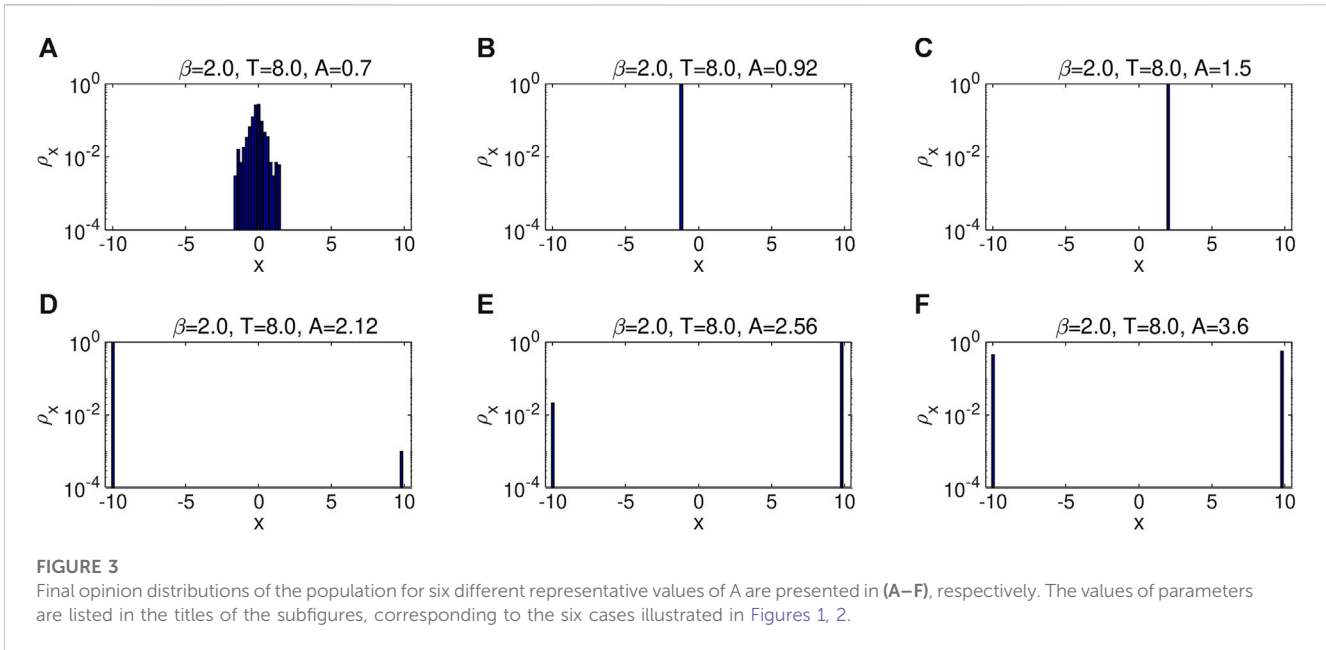 A
β=2.0, T=8.0, A=0.7
10^0
10^-2
10^-4
ρ_x
-10 -5 0 5 10
x
B
β=2.0, T=8.0, A=0.92
10^0
10^-2
10^-4
ρ_x
-10 -5 0 5 10
x
C
β=2.0, T=8.0, A=1.5
10^0
10^-2
10^-4
ρ_x
-10 -5 0 5 10
x
D
β=2.0, T=8.0, A=2.12
10^0
10^-2
10^-4
ρ_x
-10 -5 0 5 10
x
E
β=2.0, T=8.0, A=2.56
10^0
10^-2
10^-4
ρ_x
-10 -5 0 5 10
x
F
β=2.0, T=8.0, A=3.6
10^0
10^-2
10^-4
ρ_x
-10 -5 0 5 10
x
FIGURE 3
Final opinion distributions of the population for six different representative values of A are presented in (A–F), respectively. The values of parameters
are listed in the titles of the subfigures, corresponding to the six cases illustrated in Figures 1, 2.